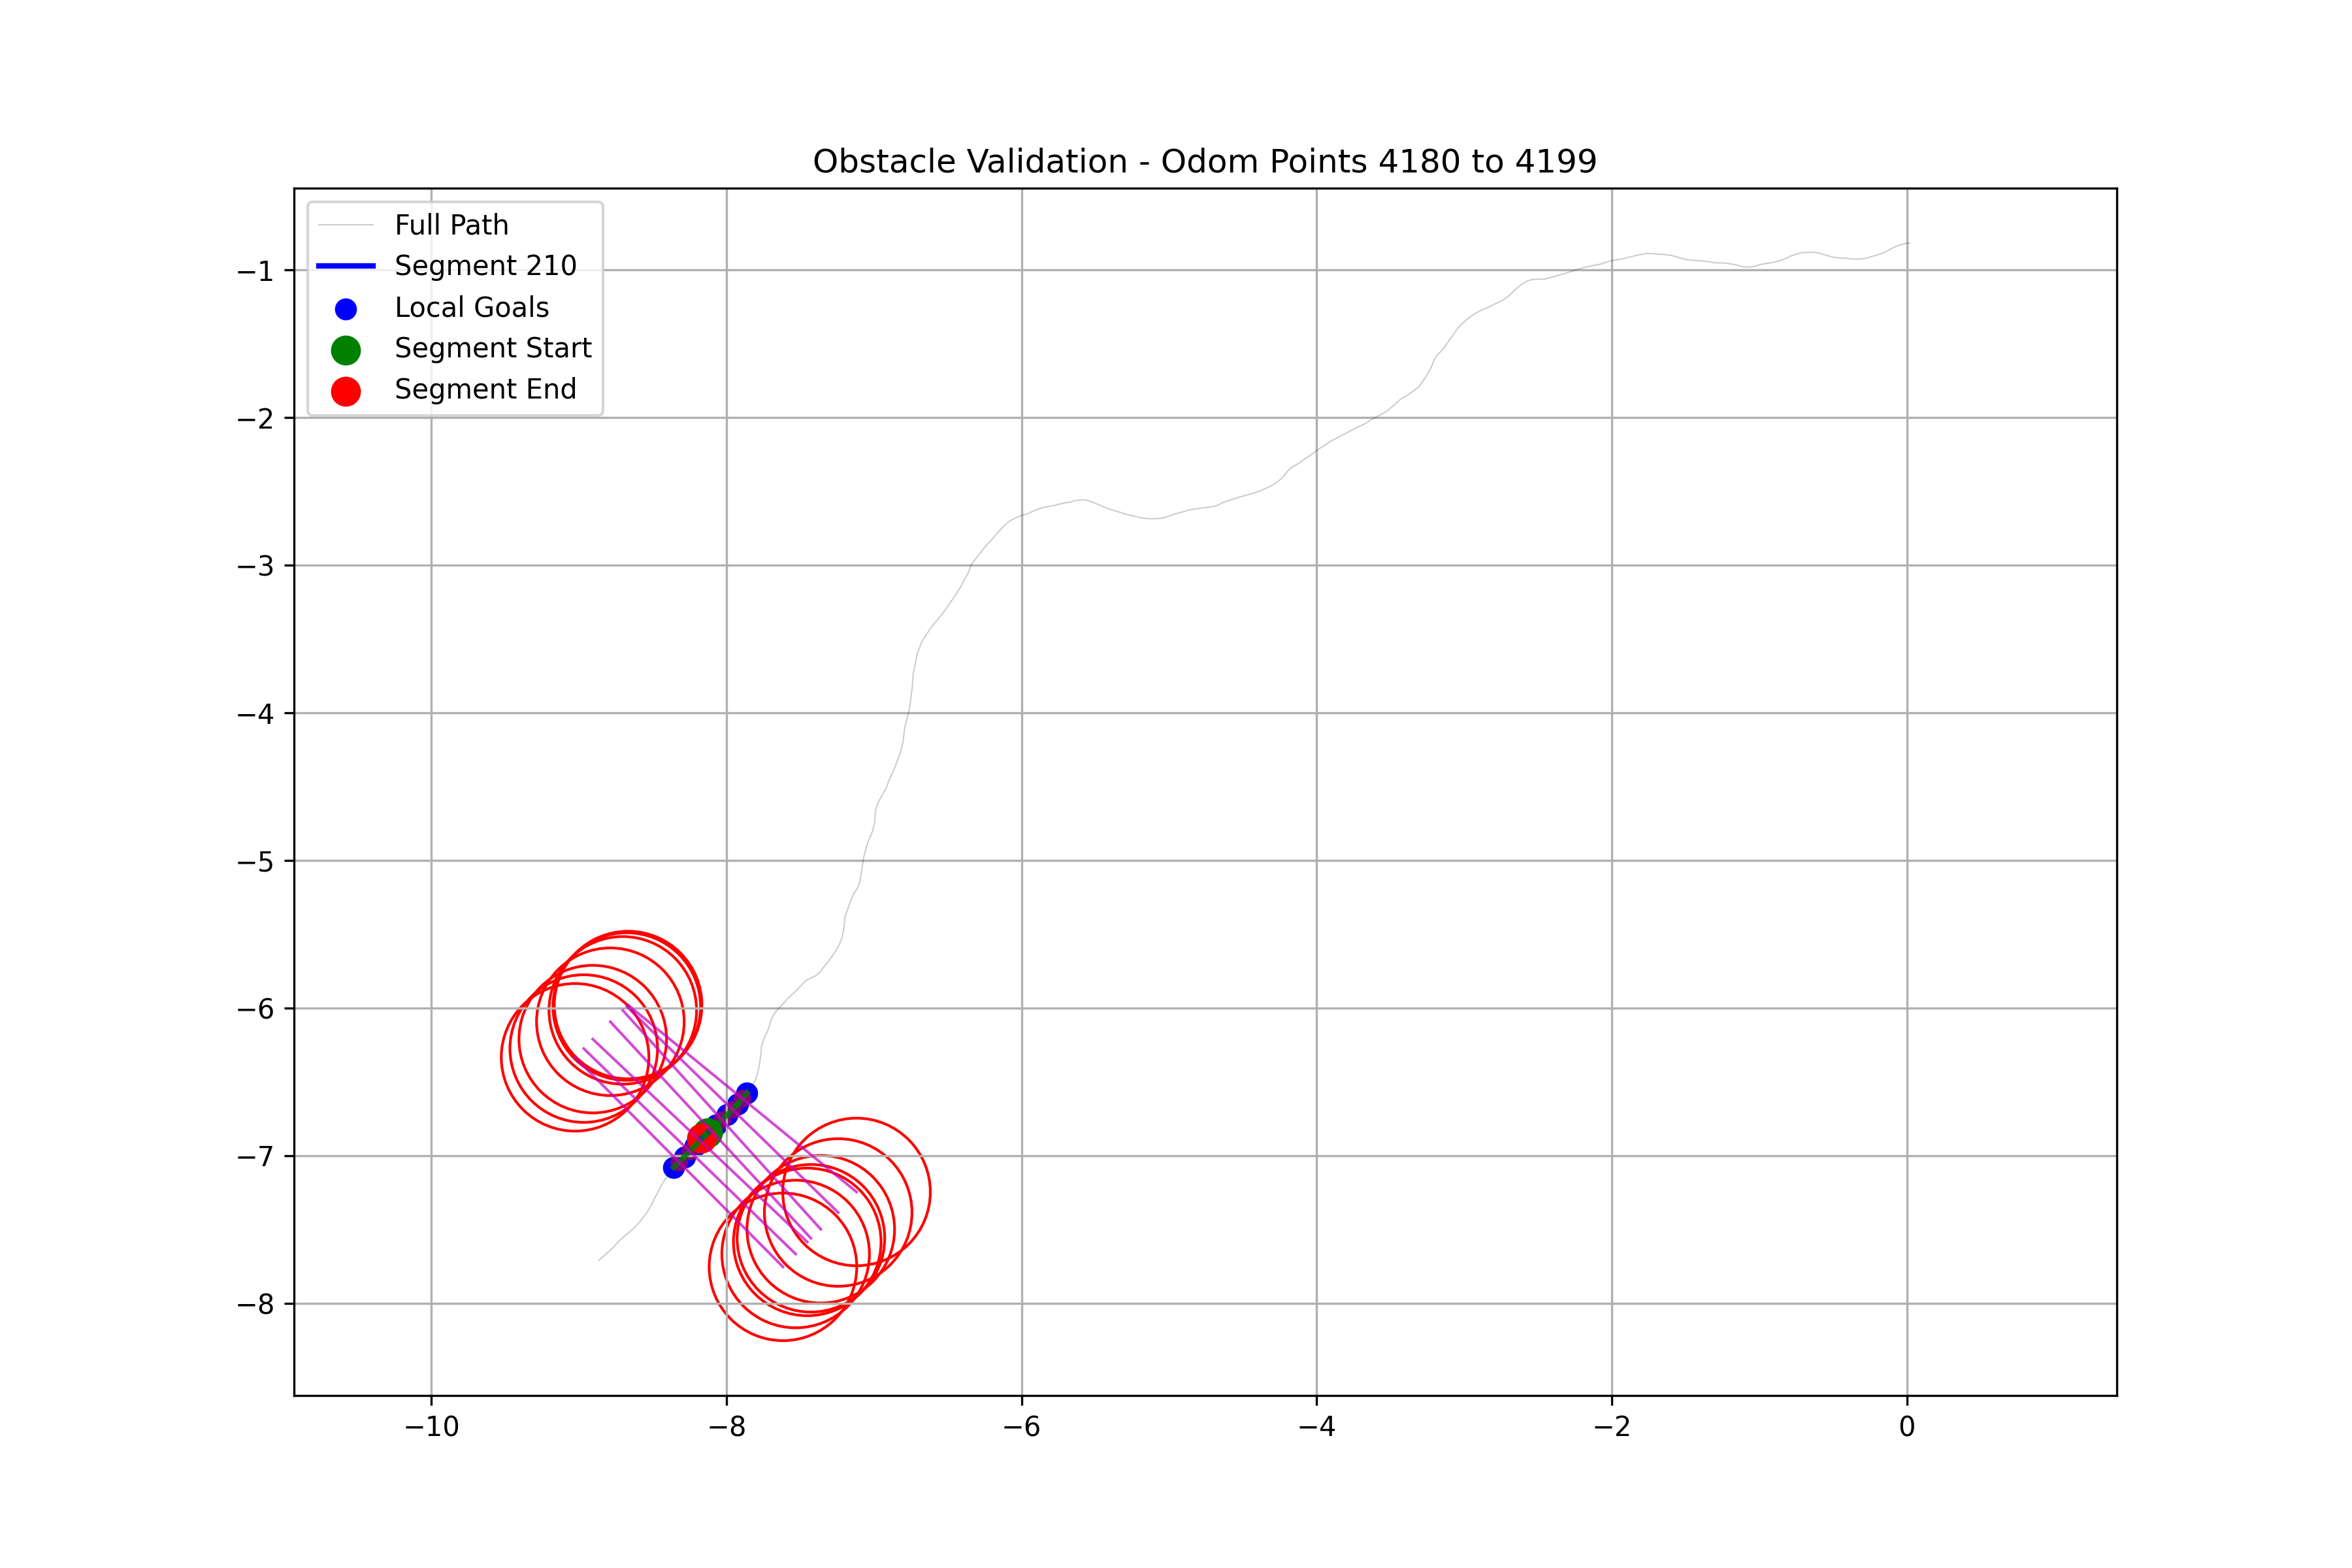 Obstacle Validation - Odom Points 4180 to 4199
Full Path
Segment 210
Local Goals
Segment Start
Segment End
−1
−2
−3
−4
−5
−6
−7
−8
−10
−8
−6
−4
−2
0